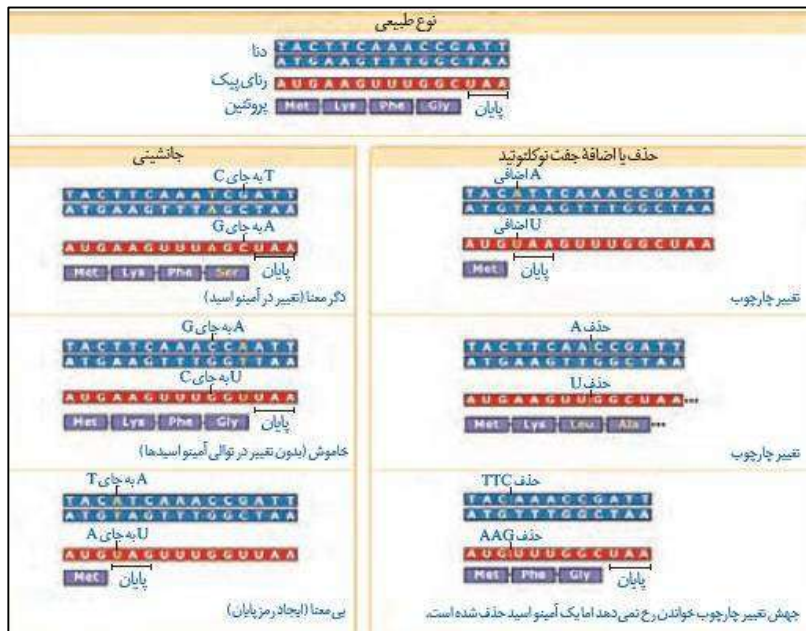 نوع طبیعی
دنا
TACTTCAAACCGATT
ATGAAGTTTGGCTAA
رنای پیک
AUGAAGUUUGGCUAA
پروتئین
Met Lys Phe Gly
پایان
حذف یا اضافهٔ جفت نوکلئوتید
A اضافی
TACATTCAAACCGATT
ATGTAAGTTTGGCTAA
U اضافی
AUGUAAGUUUGGCUAA
Met
پایان
تغییر چارچوب
حذف A
TACTTCAACCGATT
ATGAAGTTGGCTAA
حذف U
AUGAAGUUGGCUAA...
Met Lys Leu Ala ...
تغییر چارچوب
حذف TTC
TACAAACCGATT
ATGTTTGGCTAA
حذف AAG
AUGUUUGGCUAA
Met Phe Gly
پایان
جهش تغییر چارچوب خواندن رخ نمی‌دهد اما یک آمینو اسید حذف شده است.
جانشینی
T به جای C
TACTTCAAATCGATT
ATGAAGTTTAGCTAA
A به جای G
AUGAAGUUUAGCUAA
Met Lys Phe Ser
پایان
دگر معنا (تغییر در آمینو اسید)
A به جای G
TACTTCAAACCAATT
ATGAAGTTTGGTTAA
U به جای C
AUGAAGUUUGGUUAA
Met Lys Phe Gly
پایان
خاموش (بدون تغییر در توالی آمینو اسیدها)
A به جای T
TACATCAAACCGATT
ATGTAGTTTGGCTAA
U به جای A
AUGUAGUUUGGUUAA
Met
پایان
بی معنا (ایجاد رمز پایان)